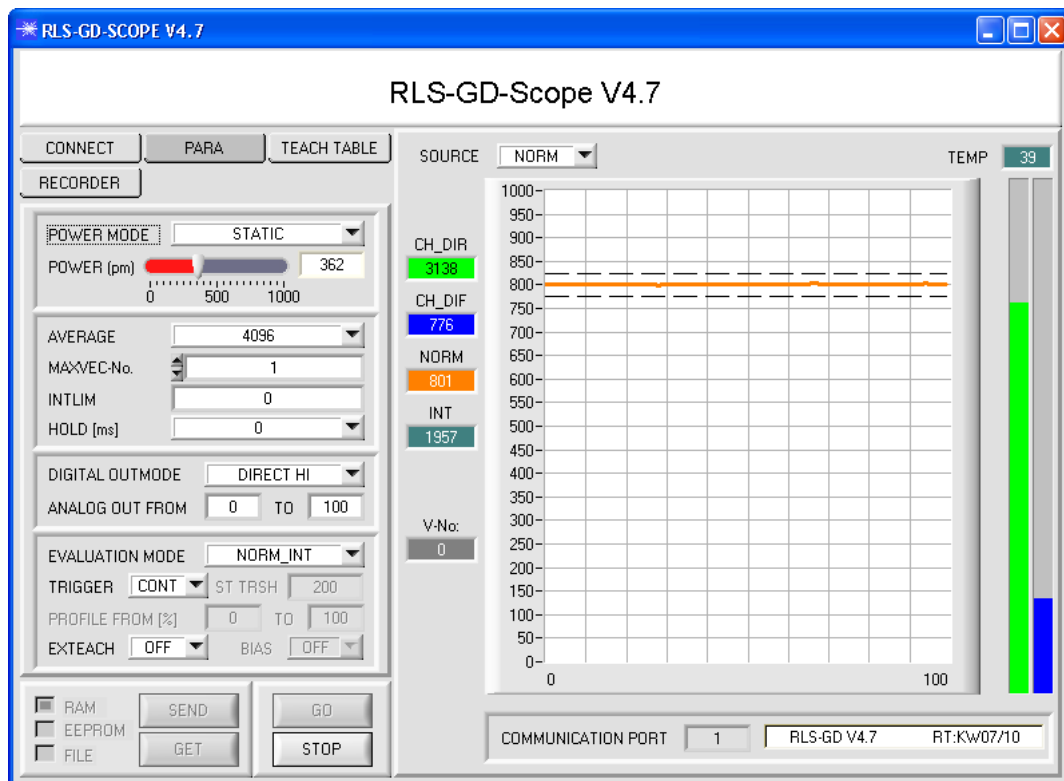 RLS-GD-SCOPE V4.7
RLS-GD-Scope V4.7
CONNECT PARA TEACH TABLE
RECORDER
POWER MODE STATIC
POWER (pm) 362
0 500 1000
AVERAGE 4096
MAXVEC-No. 1
INTLIM 0
HOLD [ms] 0
DIGITAL OUTMODE DIRECT HI
ANALOG OUT FROM 0 TO 100
EVALUATION MODE NORM_INT
TRIGGER CONT ST TRSH 200
PROFILE FROM [%] 0 TO 100
EXTEACH OFF BIAS OFF
RAM
EEPROM
FILE
SEND GO
GET STOP
SOURCE NORM TEMP 39
CH_DIR
3138
CH_DIF
776
NORM
801
INT
1957
V-No:
0
1000
950
900
850
800
750
700
650
600
550
500
450
400
350
300
250
200
150
100
50
0
0 100
COMMUNICATION PORT 1 RLS-GD V4.7 RT:KW07/10